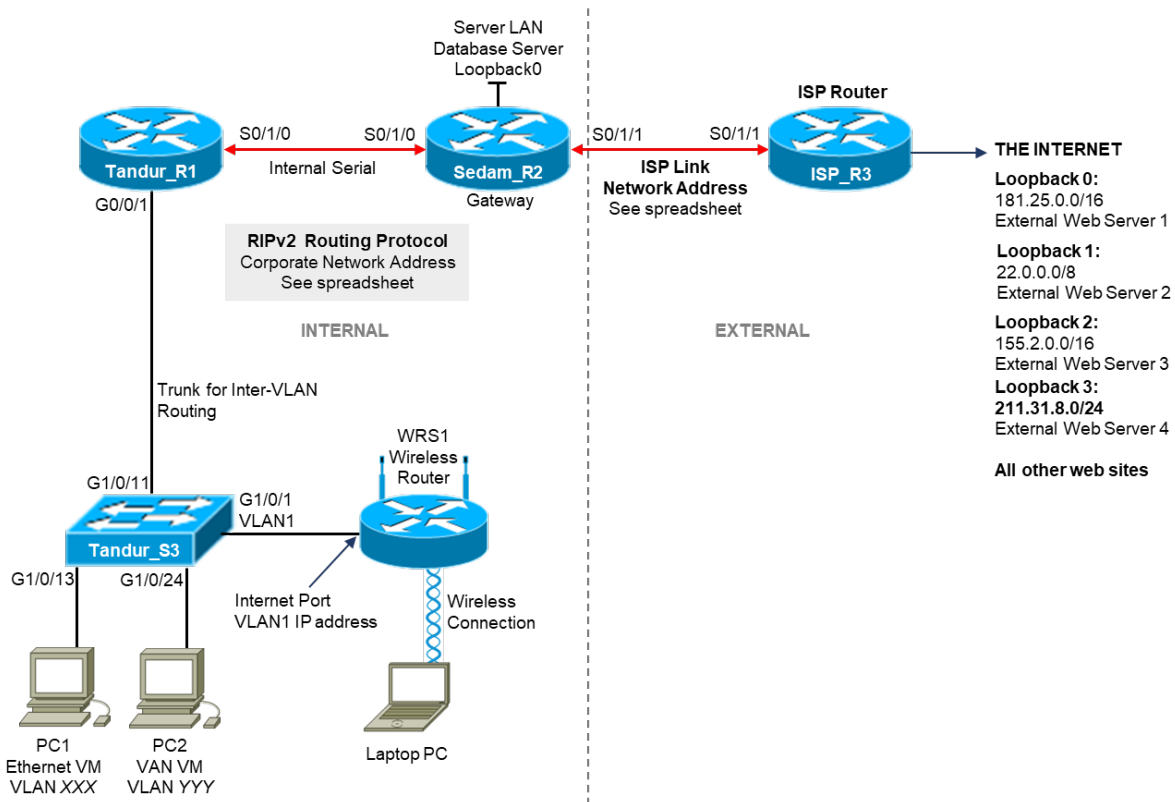 Server LAN
Database Server
Loopback0
ISP Router
S0/1/0
S0/1/0
S0/1/1
S0/1/1
Tandur_R1
Internal Serial
Sedam_R2
Gateway
ISP Link
Network Address
See spreadsheet
ISP_R3
THE INTERNET
Loopback 0:
181.25.0.0/16
External Web Server 1
Loopback 1:
22.0.0.0/8
External Web Server 2
Loopback 2:
155.2.0.0/16
External Web Server 3
Loopback 3:
211.31.8.0/24
External Web Server 4
All other web sites
G0/0/1
RIPv2 Routing Protocol
Corporate Network Address
See spreadsheet
INTERNAL
EXTERNAL
Trunk for Inter-VLAN
Routing
WRS1
Wireless
Router
G1/0/11
G1/0/1
VLAN1
Tandur_S3
G1/0/13
G1/0/24
Internet Port
VLAN1 IP address
Wireless
Connection
PC1
Ethernet VM
VLAN XXX
PC2
VAN VM
VLAN YYY
Laptop PC